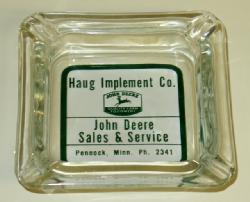 Haug Implement Co.
JOHN DEERE
John Deere
Sales & Service
Pennock, Minn. Ph. 2341